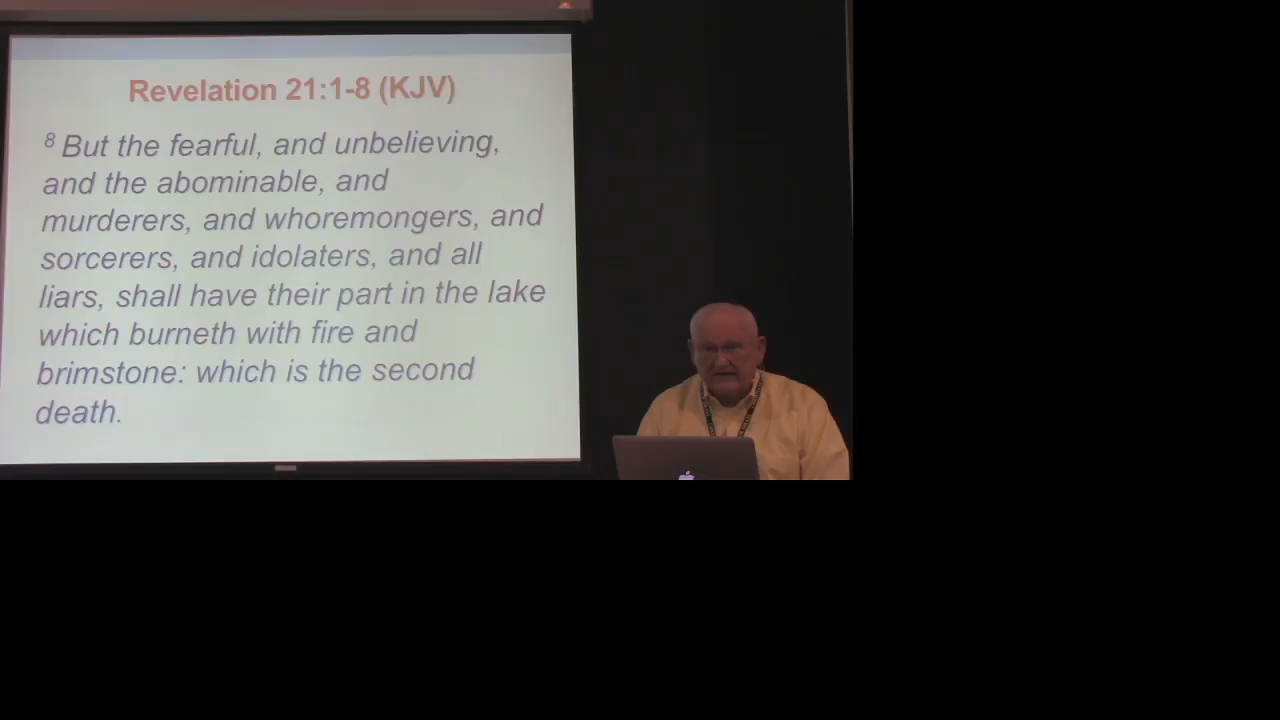 Revelation 21:1-8 (KJV)
8 But the fearful, and unbelieving,
and the abominable, and
murderers, and whoremongers, and
sorcerers, and idolaters, and all
liars, shall have their part in the lake
which burneth with fire and
brimstone: which is the second
death.